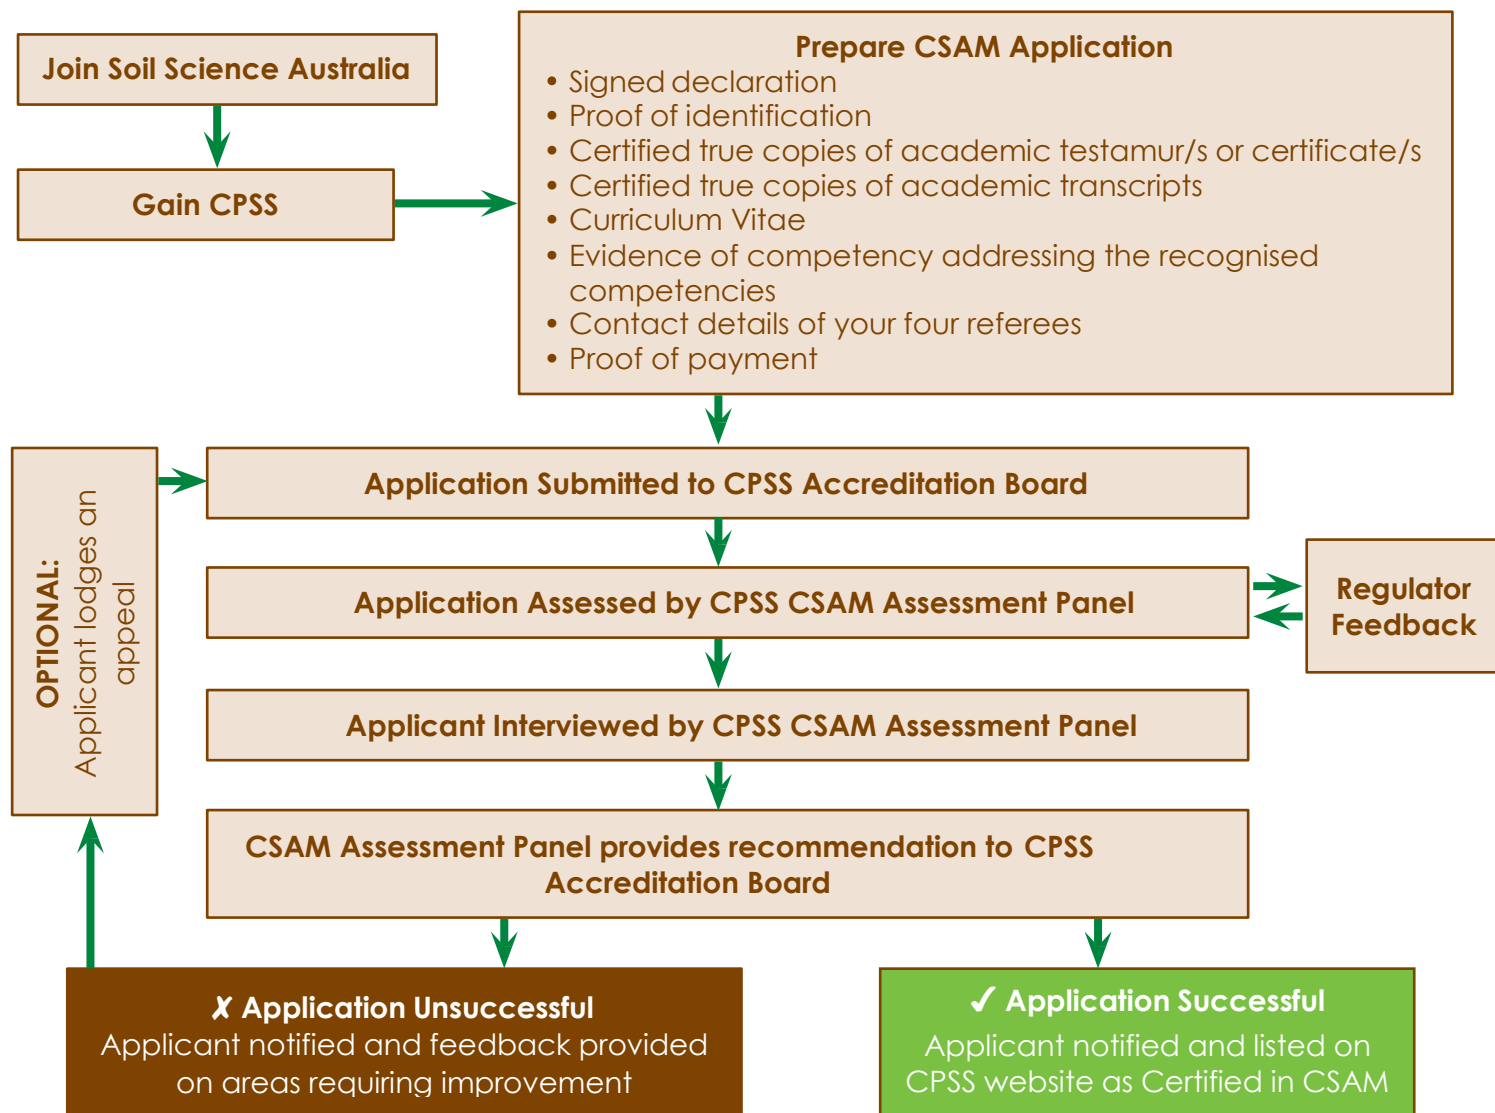 Join Soil Science Australia
Gain CPSS
Prepare CSAM Application
• Signed declaration
• Proof of identification
• Certified true copies of academic testamur/s or certificate/s
• Certified true copies of academic transcripts
• Curriculum Vitae
• Evidence of competency addressing the recognised
competencies
• Contact details of your four referees
• Proof of payment
Application Submitted to CPSS Accreditation Board
Application Assessed by CPSS CSAM Assessment Panel
Regulator
Feedback
Applicant Interviewed by CPSS CSAM Assessment Panel
CSAM Assessment Panel provides recommendation to CPSS
Accreditation Board
OPTIONAL:
Applicant lodges an
appeal
✗ Application Unsuccessful
Applicant notified and feedback provided
on areas requiring improvement
✓ Application Successful
Applicant notified and listed on
CPSS website as Certified in CSAM